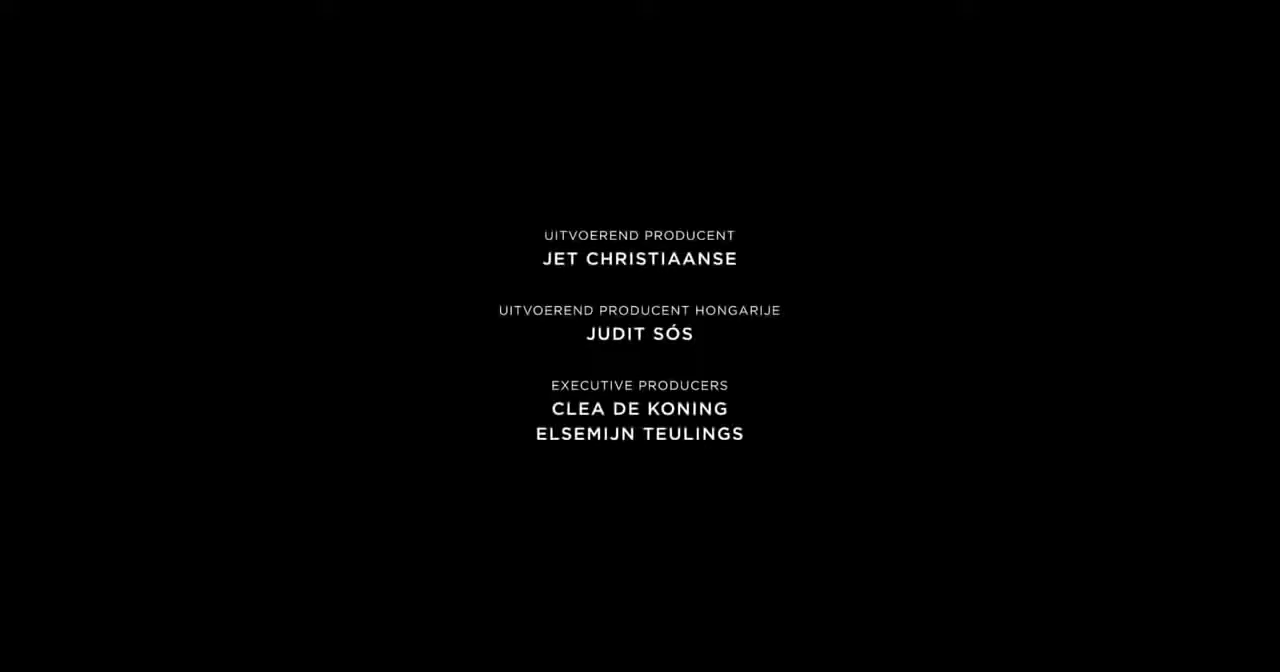 UITVOEREND PRODUCENT
JET CHRISTIAANSE
UITVOEREND PRODUCENT HONGARIJE
JUDIT SÓS
EXECUTIVE PRODUCERS
CLEA DE KONING
ELSEMIJN TEULINGS